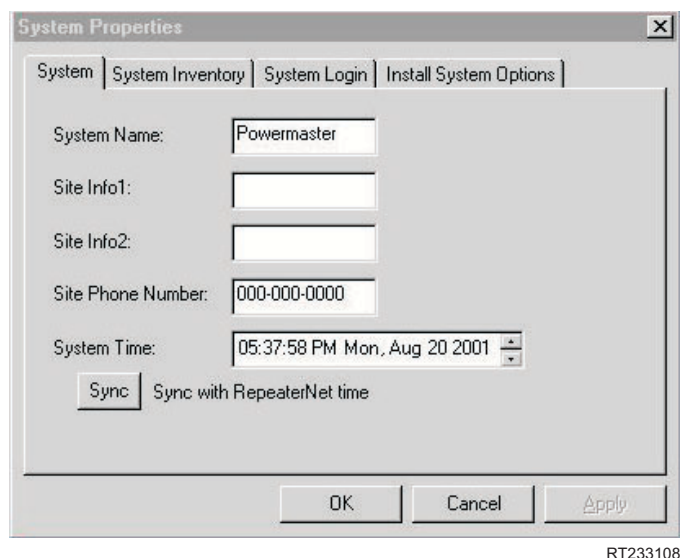 System Properties
System System Inventory System Login Install System Options
System Name: Powermaster
Site Info1:
Site Info2:
Site Phone Number: 000-000-0000
System Time: 05:37:58 PM Mon, Aug 20 2001
Sync Sync with RepeaterNet time
OK Cancel Apply
RT233108